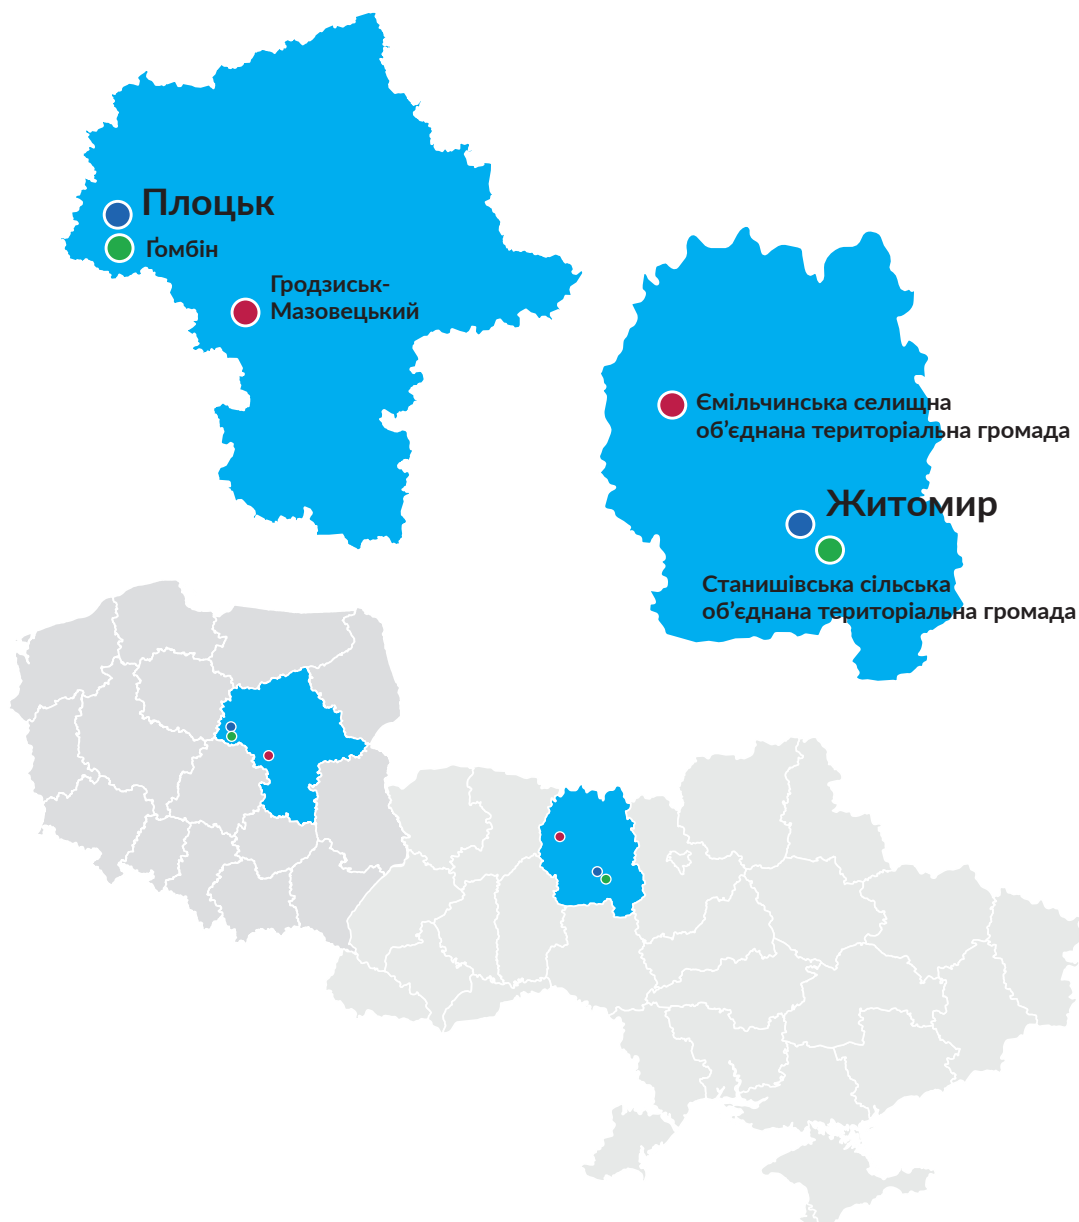 Плоцьк
Ґомбін
Гродзиськ-
Мазовецький
Ємільчинська селищна
об’єднана територіальна громада
Житомир
Станишівська сільська
об’єднана територіальна громада